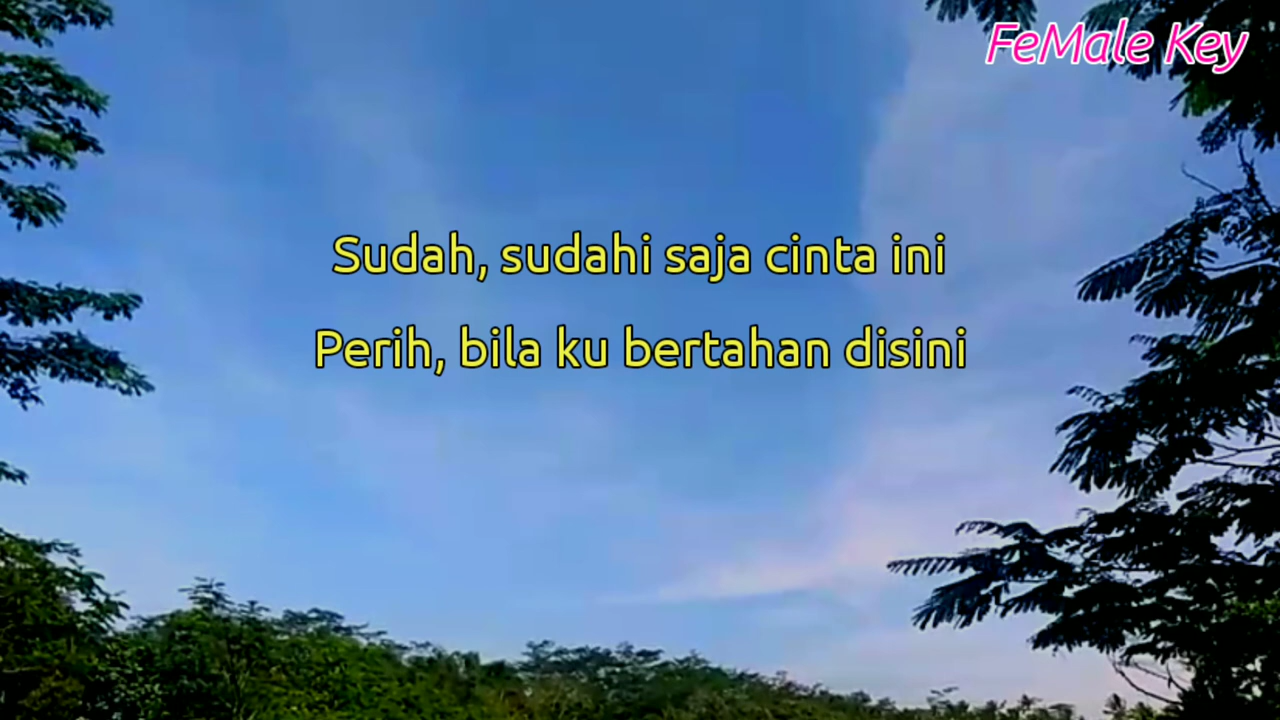 FeMale Key
Sudah, sudahi saja cinta ini
Perih, bila ku bertahan disini